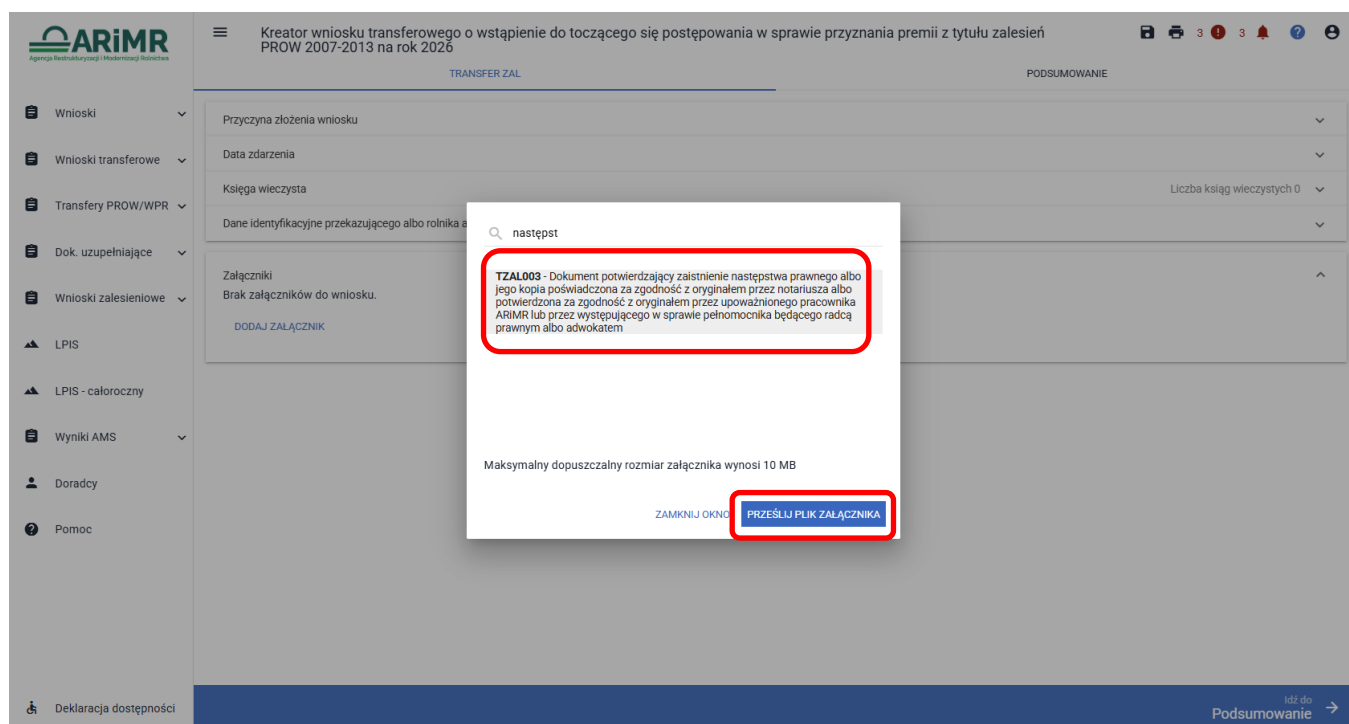 ARiMR
Agencja Restrukturyzacji i Modernizacji Rolnictwa
Kreator wniosku transferowego o wstąpienie do toczącego się postępowania w sprawie przyznania premii z tytułu zalesień
PROW 2007-2013 na rok 2026
3
3
TRANSFER ZAL
PODSUMOWANIE
Wnioski
Wnioski transferowe
Transfery PROW/WPR
Dok. uzupełniające
Wnioski zalesieniowe
LPIS
LPIS - całoroczny
Wyniki AMS
Doradcy
Pomoc
Deklaracja dostępności
Przyczyna złożenia wniosku
Data zdarzenia
Księga wieczysta
Liczba ksiąg wieczystych 0
Dane identyfikacyjne przekazującego albo rolnika a
Załączniki
Brak załączników do wniosku.
DODAJ ZAŁĄCZNIK
następst
TZAL003 - Dokument potwierdzający zaistnienie następstwa prawnego albo
jego kopia poświadczona za zgodność z oryginałem przez notariusza albo
potwierdzona za zgodność z oryginałem przez upoważnionego pracownika
ARiMR lub przez występującego w sprawie pełnomocnika będącego radcą
prawnym albo adwokatem
Maksymalny dopuszczalny rozmiar załącznika wynosi 10 MB
ZAMKNIJ OKNO
PRZEŚLIJ PLIK ZAŁĄCZNIKA
Idź do
Podsumowanie